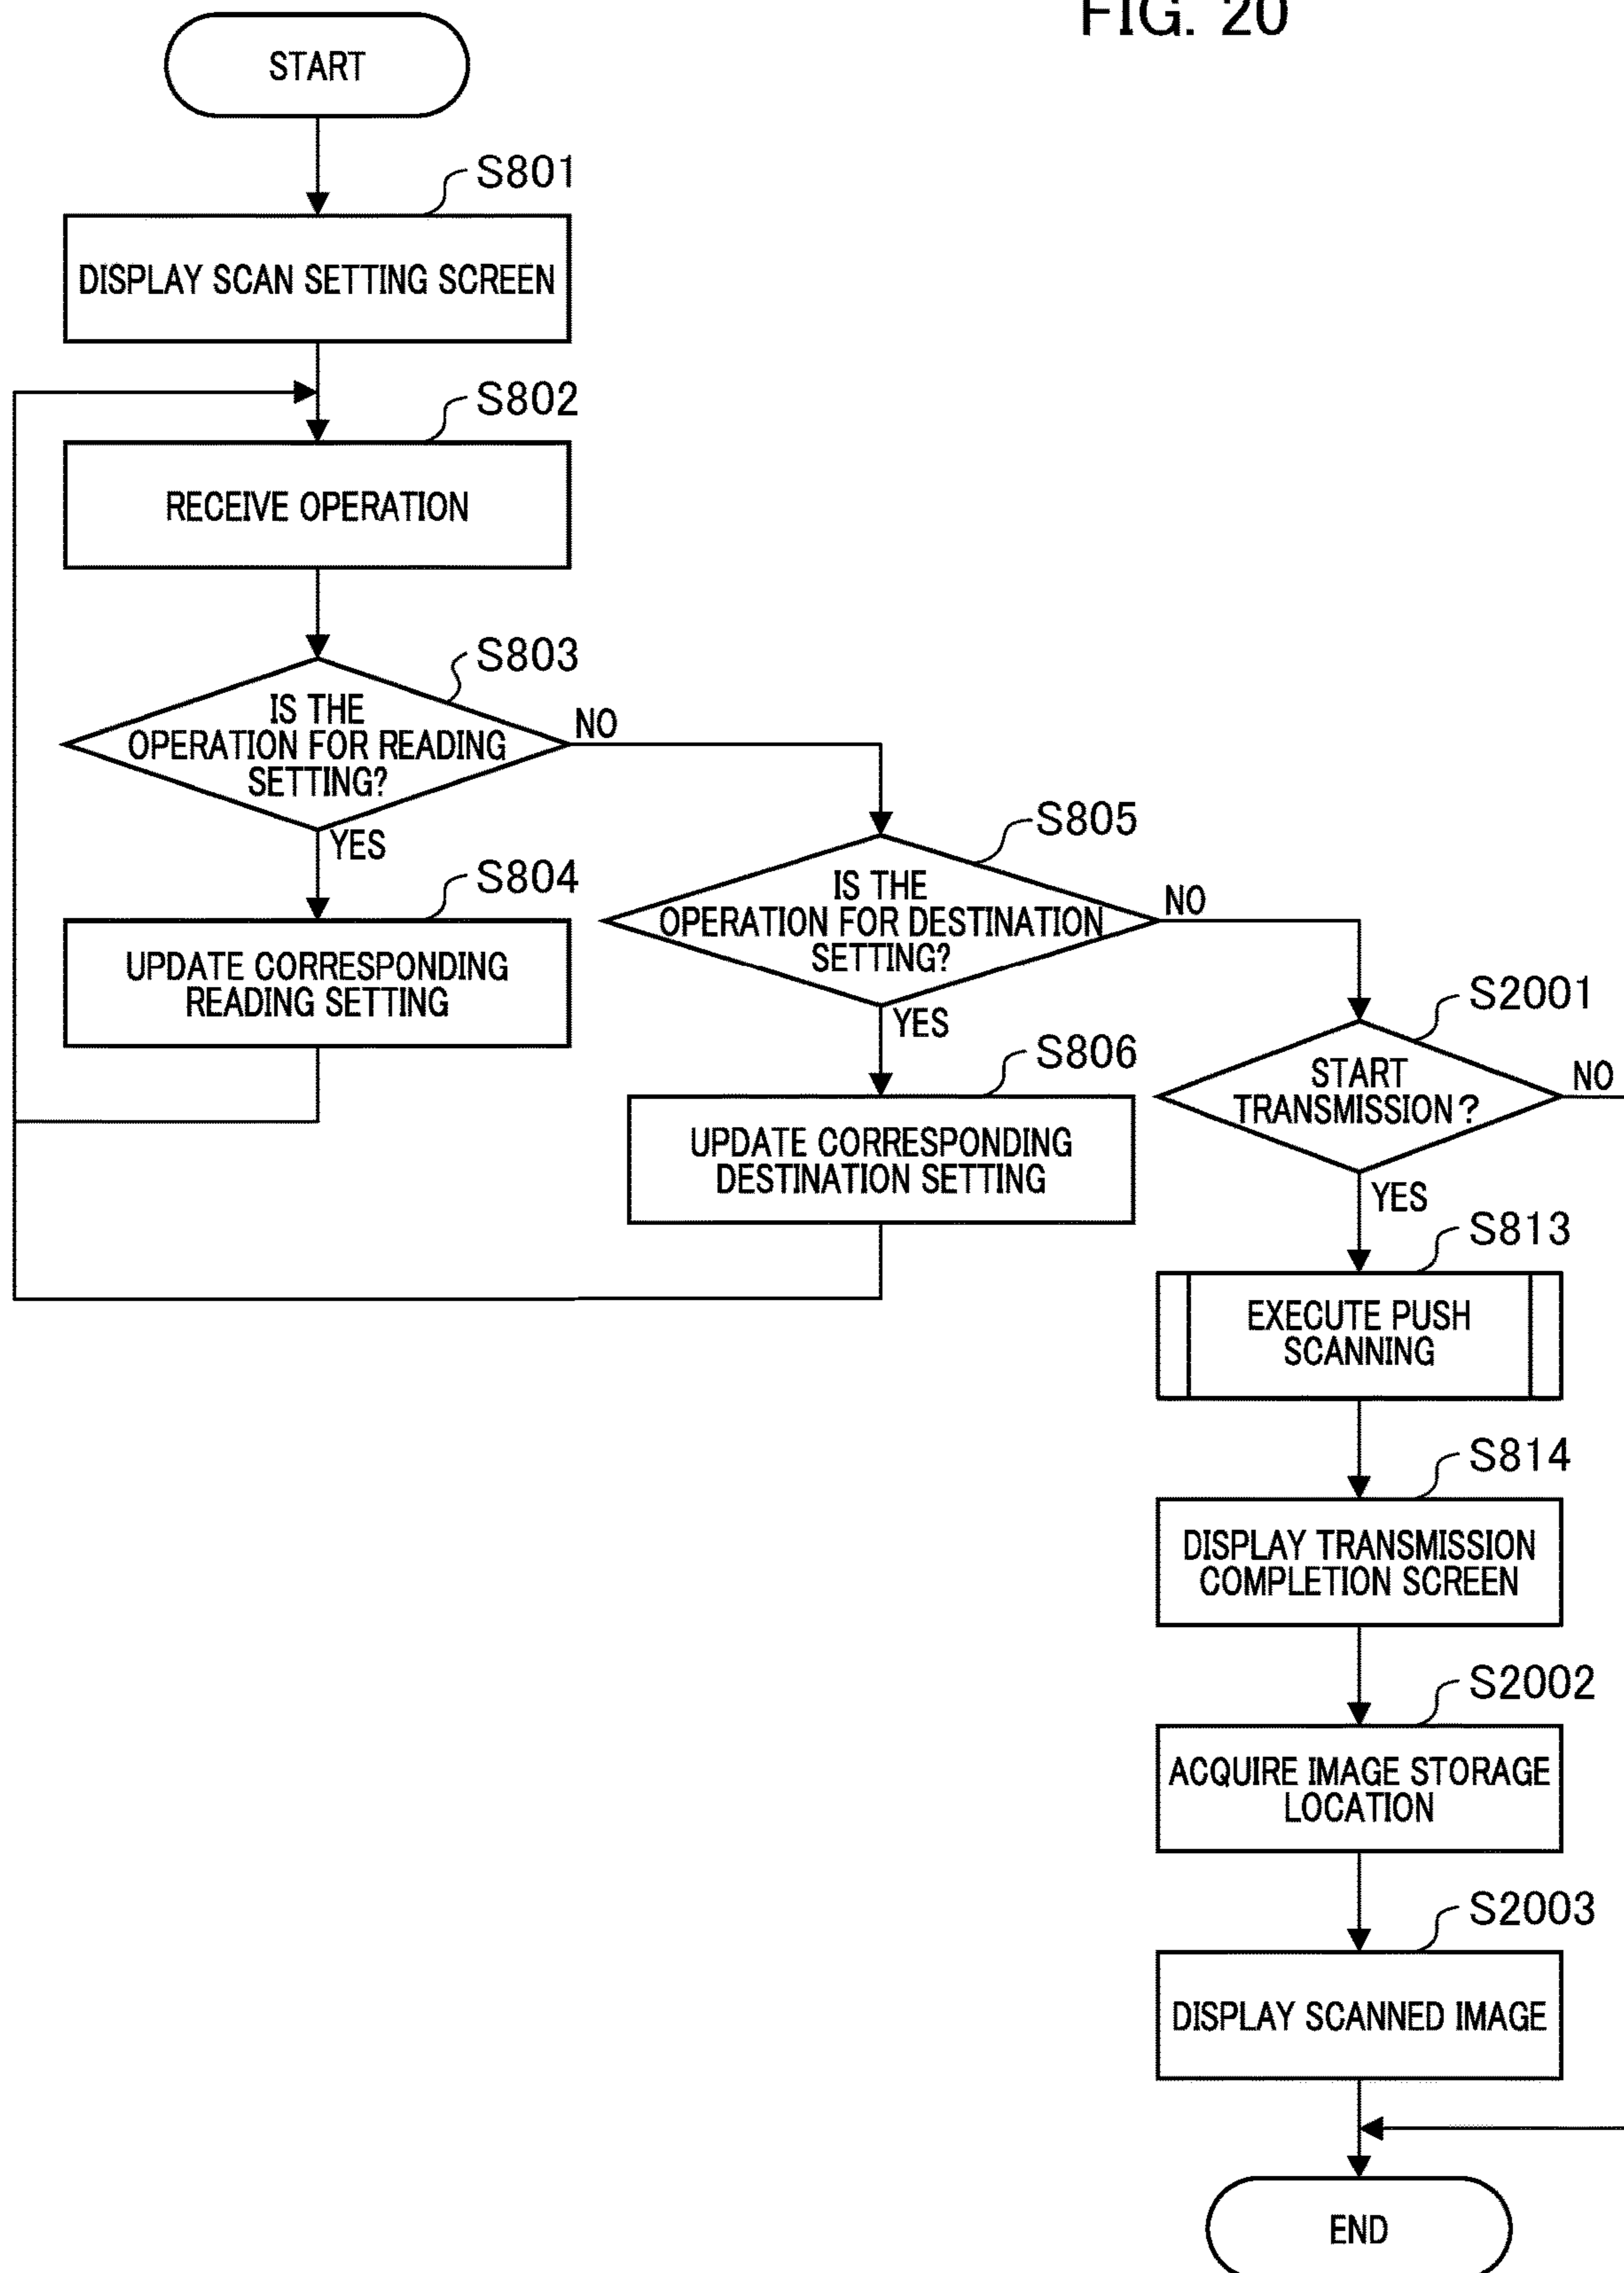 FIG. 20
START
S801
DISPLAY SCAN SETTING SCREEN
S802
RECEIVE OPERATION
S803
IS THE
OPERATION FOR READING
SETTING?
NO
YES
S804
UPDATE CORRESPONDING
READING SETTING
S805
IS THE
OPERATION FOR DESTINATION
SETTING?
NO
YES
S806
UPDATE CORRESPONDING
DESTINATION SETTING
S2001
START
TRANSMISSION?
NO
YES
S813
EXECUTE PUSH
SCANNING
S814
DISPLAY TRANSMISSION
COMPLETION SCREEN
S2002
ACQUIRE IMAGE STORAGE
LOCATION
S2003
DISPLAY SCANNED IMAGE
END